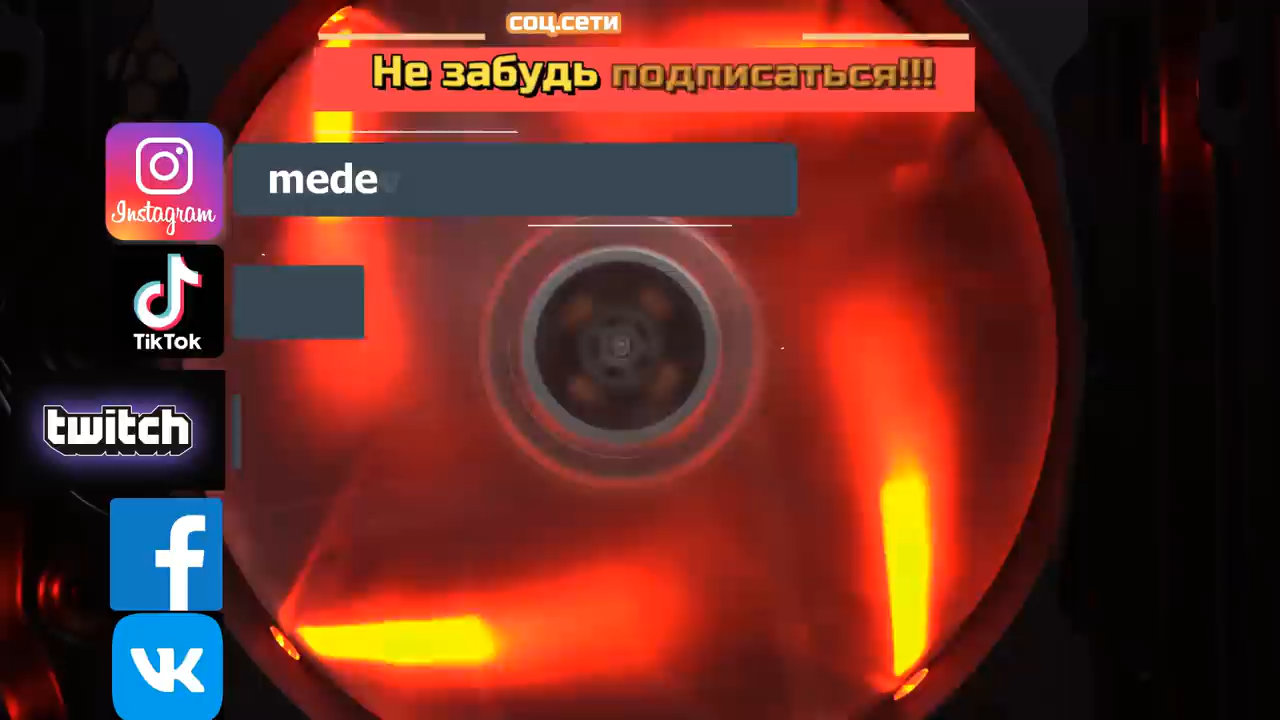 соц.сети
Не забудь подписаться!!!
mede
Instagram
TikTok
twitch